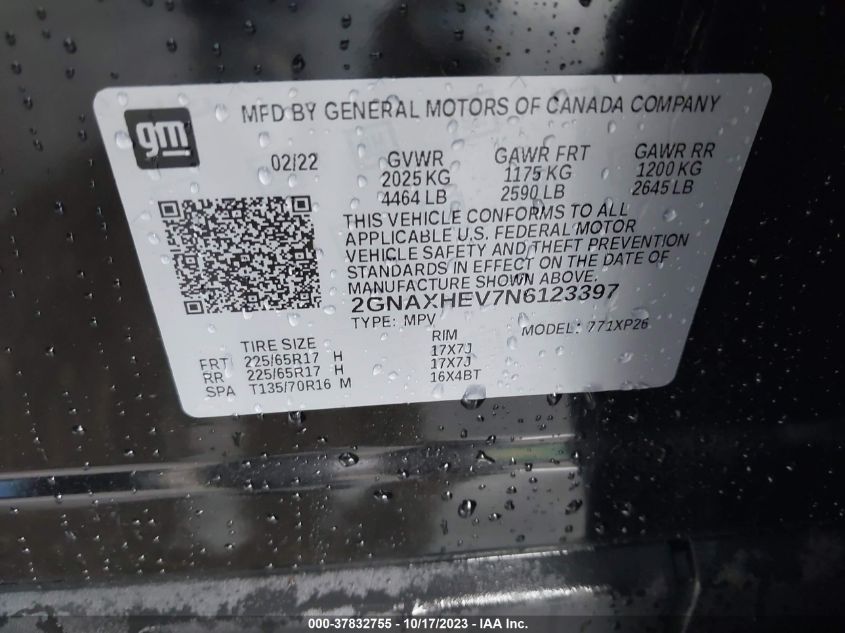 MFD BY GENERAL MOTORS OF CANADA COMPANY
gm
02/22 GVWR GAWR FRT GAWR RR
2025 KG 1175 KG 1200 KG
4464 LB 2590 LB 2645 LB
THIS VEHICLE CONFORMS TO ALL
APPLICABLE U.S. FEDERAL MOTOR
VEHICLE SAFETY AND THEFT PREVENTION
STANDARDS IN EFFECT ON THE DATE OF
MANUFACTURE SHOWN ABOVE.
2GNAXHEV7N6123397
TYPE: MPV MODEL: 771XP26
TIRE SIZE RIM
FRT 225/65R17 H 17X7J
RR 225/65R17 H 17X7J
SPA T135/70R16 M 16X4BT
000-37832755 - 10/17/2023 - IAA Inc.